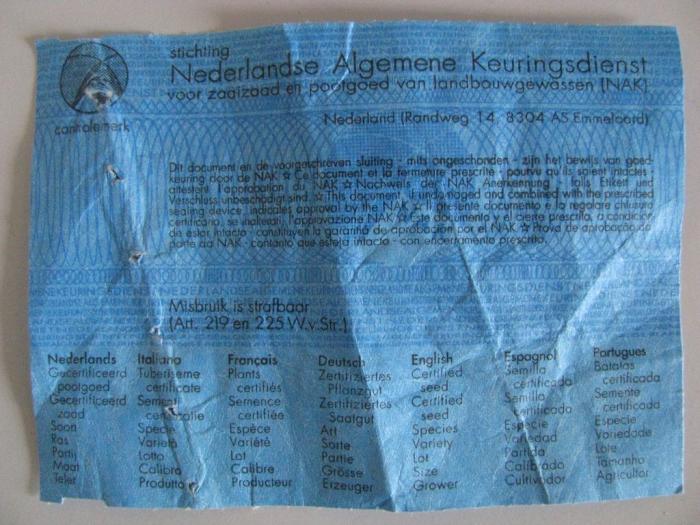 stichting
Nederlandse Algemene Keuringsdienst
voor zaaizaad en pootgoed van landbouwgewassen (NAK)
controlemerk
Nederland (Randweg 14, 8304 AS Emmeloord)
Dit document en de voorgeschreven sluiting - mits ongeschonden - zijn het bewijs van goed-
keuring door de NAK ☆ Ce document et la fermeture prescrite - pourvu qu'ils soient intactes -
attestent l'approbation du NAK ☆ Nachweis der NAK Anerkennung - falls Etikett und
Verschluss unbeschädigt sind ☆ This document, if undamaged and combined with the prescribed
sealing device, indicates approval by the NAK ☆ Il presente documento e la regolare chiusura
certificano, se inalterati, l'approvazione NAK ☆ Este documento y el cierre prescrito, a condición
de estar intacto - constituyen la garantía de aprobación por el NAK ☆ Prova de aprobação da
parte da NAK - contanto que esteja intacto - con encerramento prescrito.
Misbruik is strafbaar
(Art. 219 en 225 W.v.Str.)
Nederlands Italiano Français Deutsch English Espagnol Portugues
Gecertificeerd Tuberi-seme Plants Zertifiziertes Certified Semilla Batatas
pootgoed certificate certifiés Pflanzgut seed certificada certificada
Gecertificeerd Sementi Semence Zertifiziertes Certified Semilla Semente
zaad certificée Saatgut seed certificada certificada
Soort Specie Espèce Art Species Especie Espécie
Ras Varietà Variété Sorte Variety Variedad Variedade
Partij Lotto Lot Partie Lot Partida Lote
Maat Calibro Calibre Grösse Size Calibrado Tamanho
Teler Produttore Producteur Erzeuger Grower Cultivador Agricultor